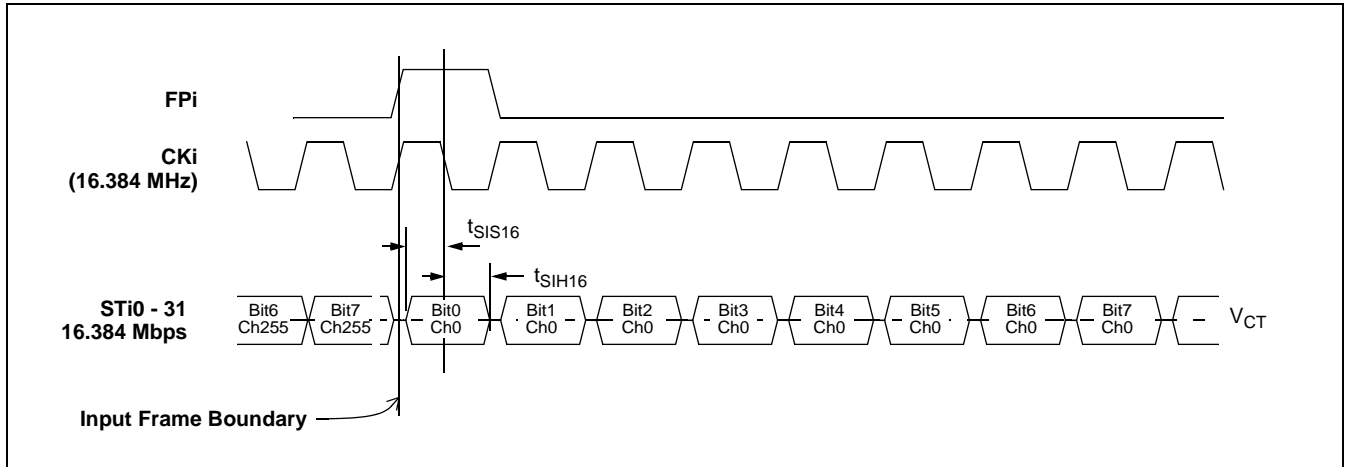 FPi
CKi
(16.384 MHz)
tSIS16
tSIH16
STi0 - 31
16.384 Mbps
Bit6
Ch255
Bit7
Ch255
Bit0
Ch0
Bit1
Ch0
Bit2
Ch0
Bit3
Ch0
Bit4
Ch0
Bit5
Ch0
Bit6
Ch0
Bit7
Ch0
VCT
Input Frame Boundary